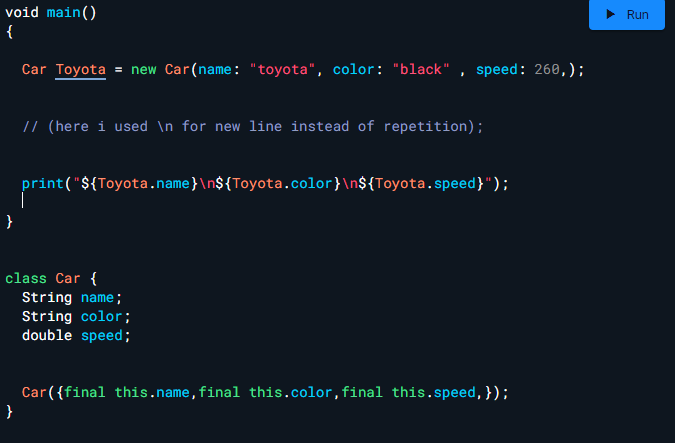 void main()
Run
{
Car Toyota = new Car(name: "toyota", color: "black" , speed: 260,);
// (here i used \n for new line instead of repetition);
print("${Toyota.name}\n${Toyota.color}\n${Toyota.speed}");
}
class Car {
String name;
String color;
double speed;
Car({final this.name,final this.color,final this.speed,});
}